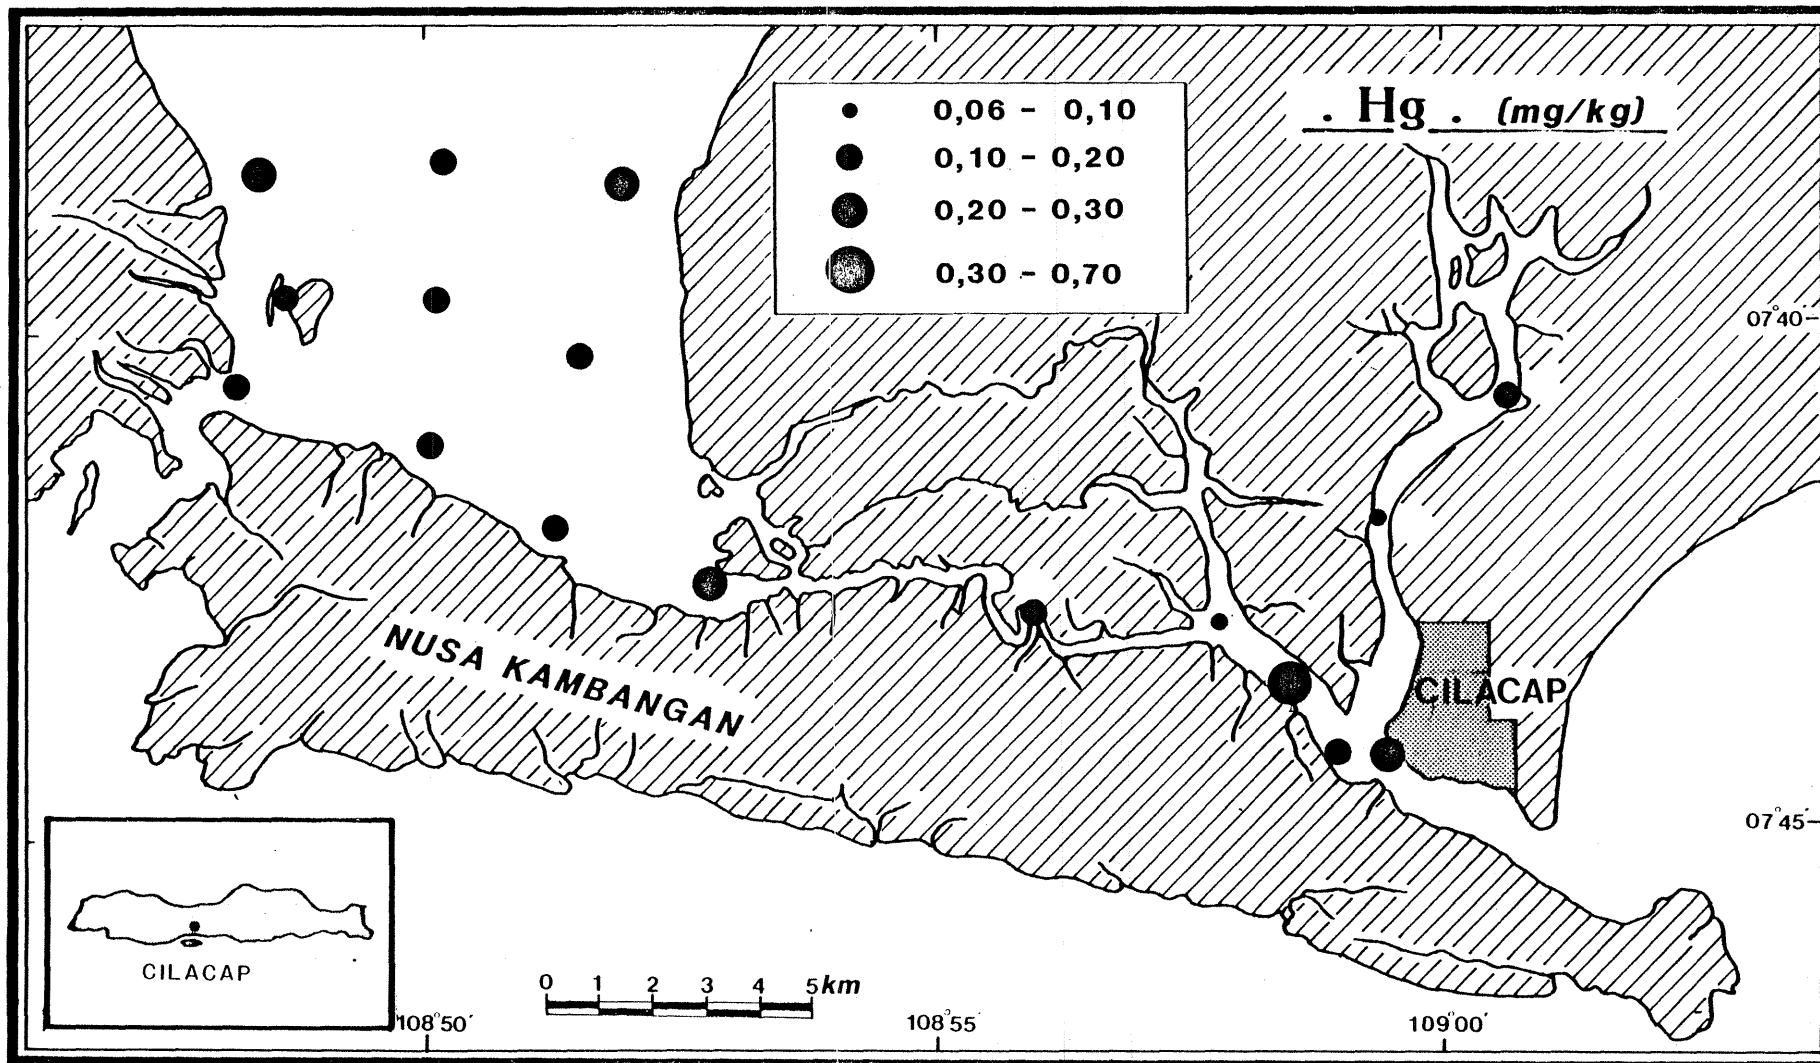 0,06 - 0,10
0,10 - 0,20
0,20 - 0,30
0,30 - 0,70
. Hg . (mg/kg)
07°40'
NUSA KAMBANGAN
CILACAP
07°45'
CILACAP
0 1 2 3 4 5 km
108°50'
108°55'
109°00'